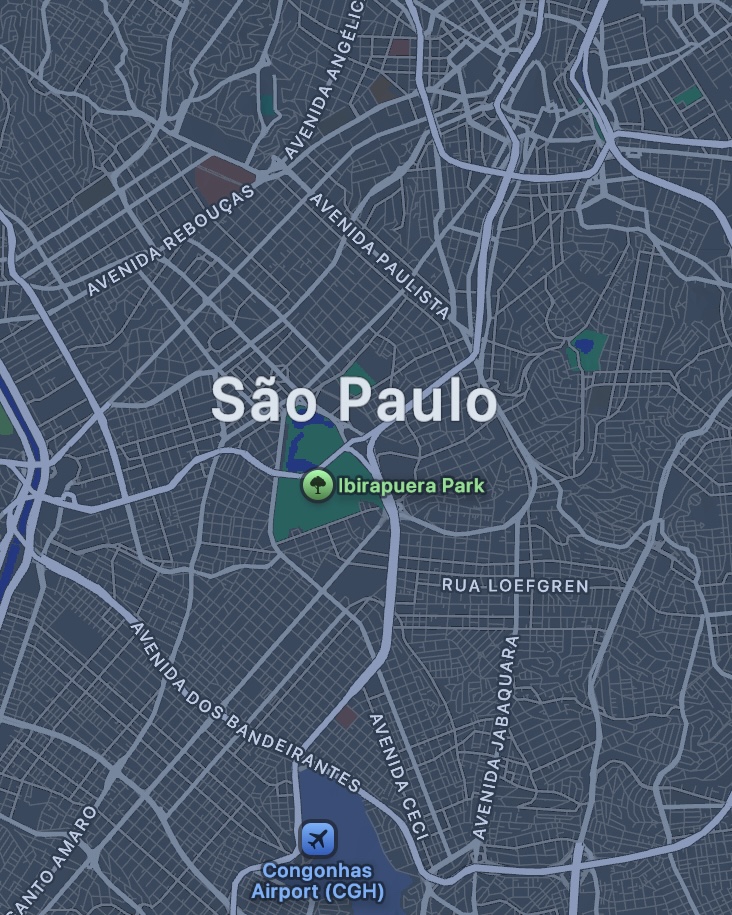 AVENIDA ANGÉLIC
AVENIDA REBOUÇAS
AVENIDA PAULISTA
São Paulo
Ibirapuera Park
RUA LOEFGREN
AVENIDA DOS BANDEIRANTES
AVENIDA JABAQUARA
AVENIDA CECI
SANTO AMARO
Congonhas
Airport (CGH)